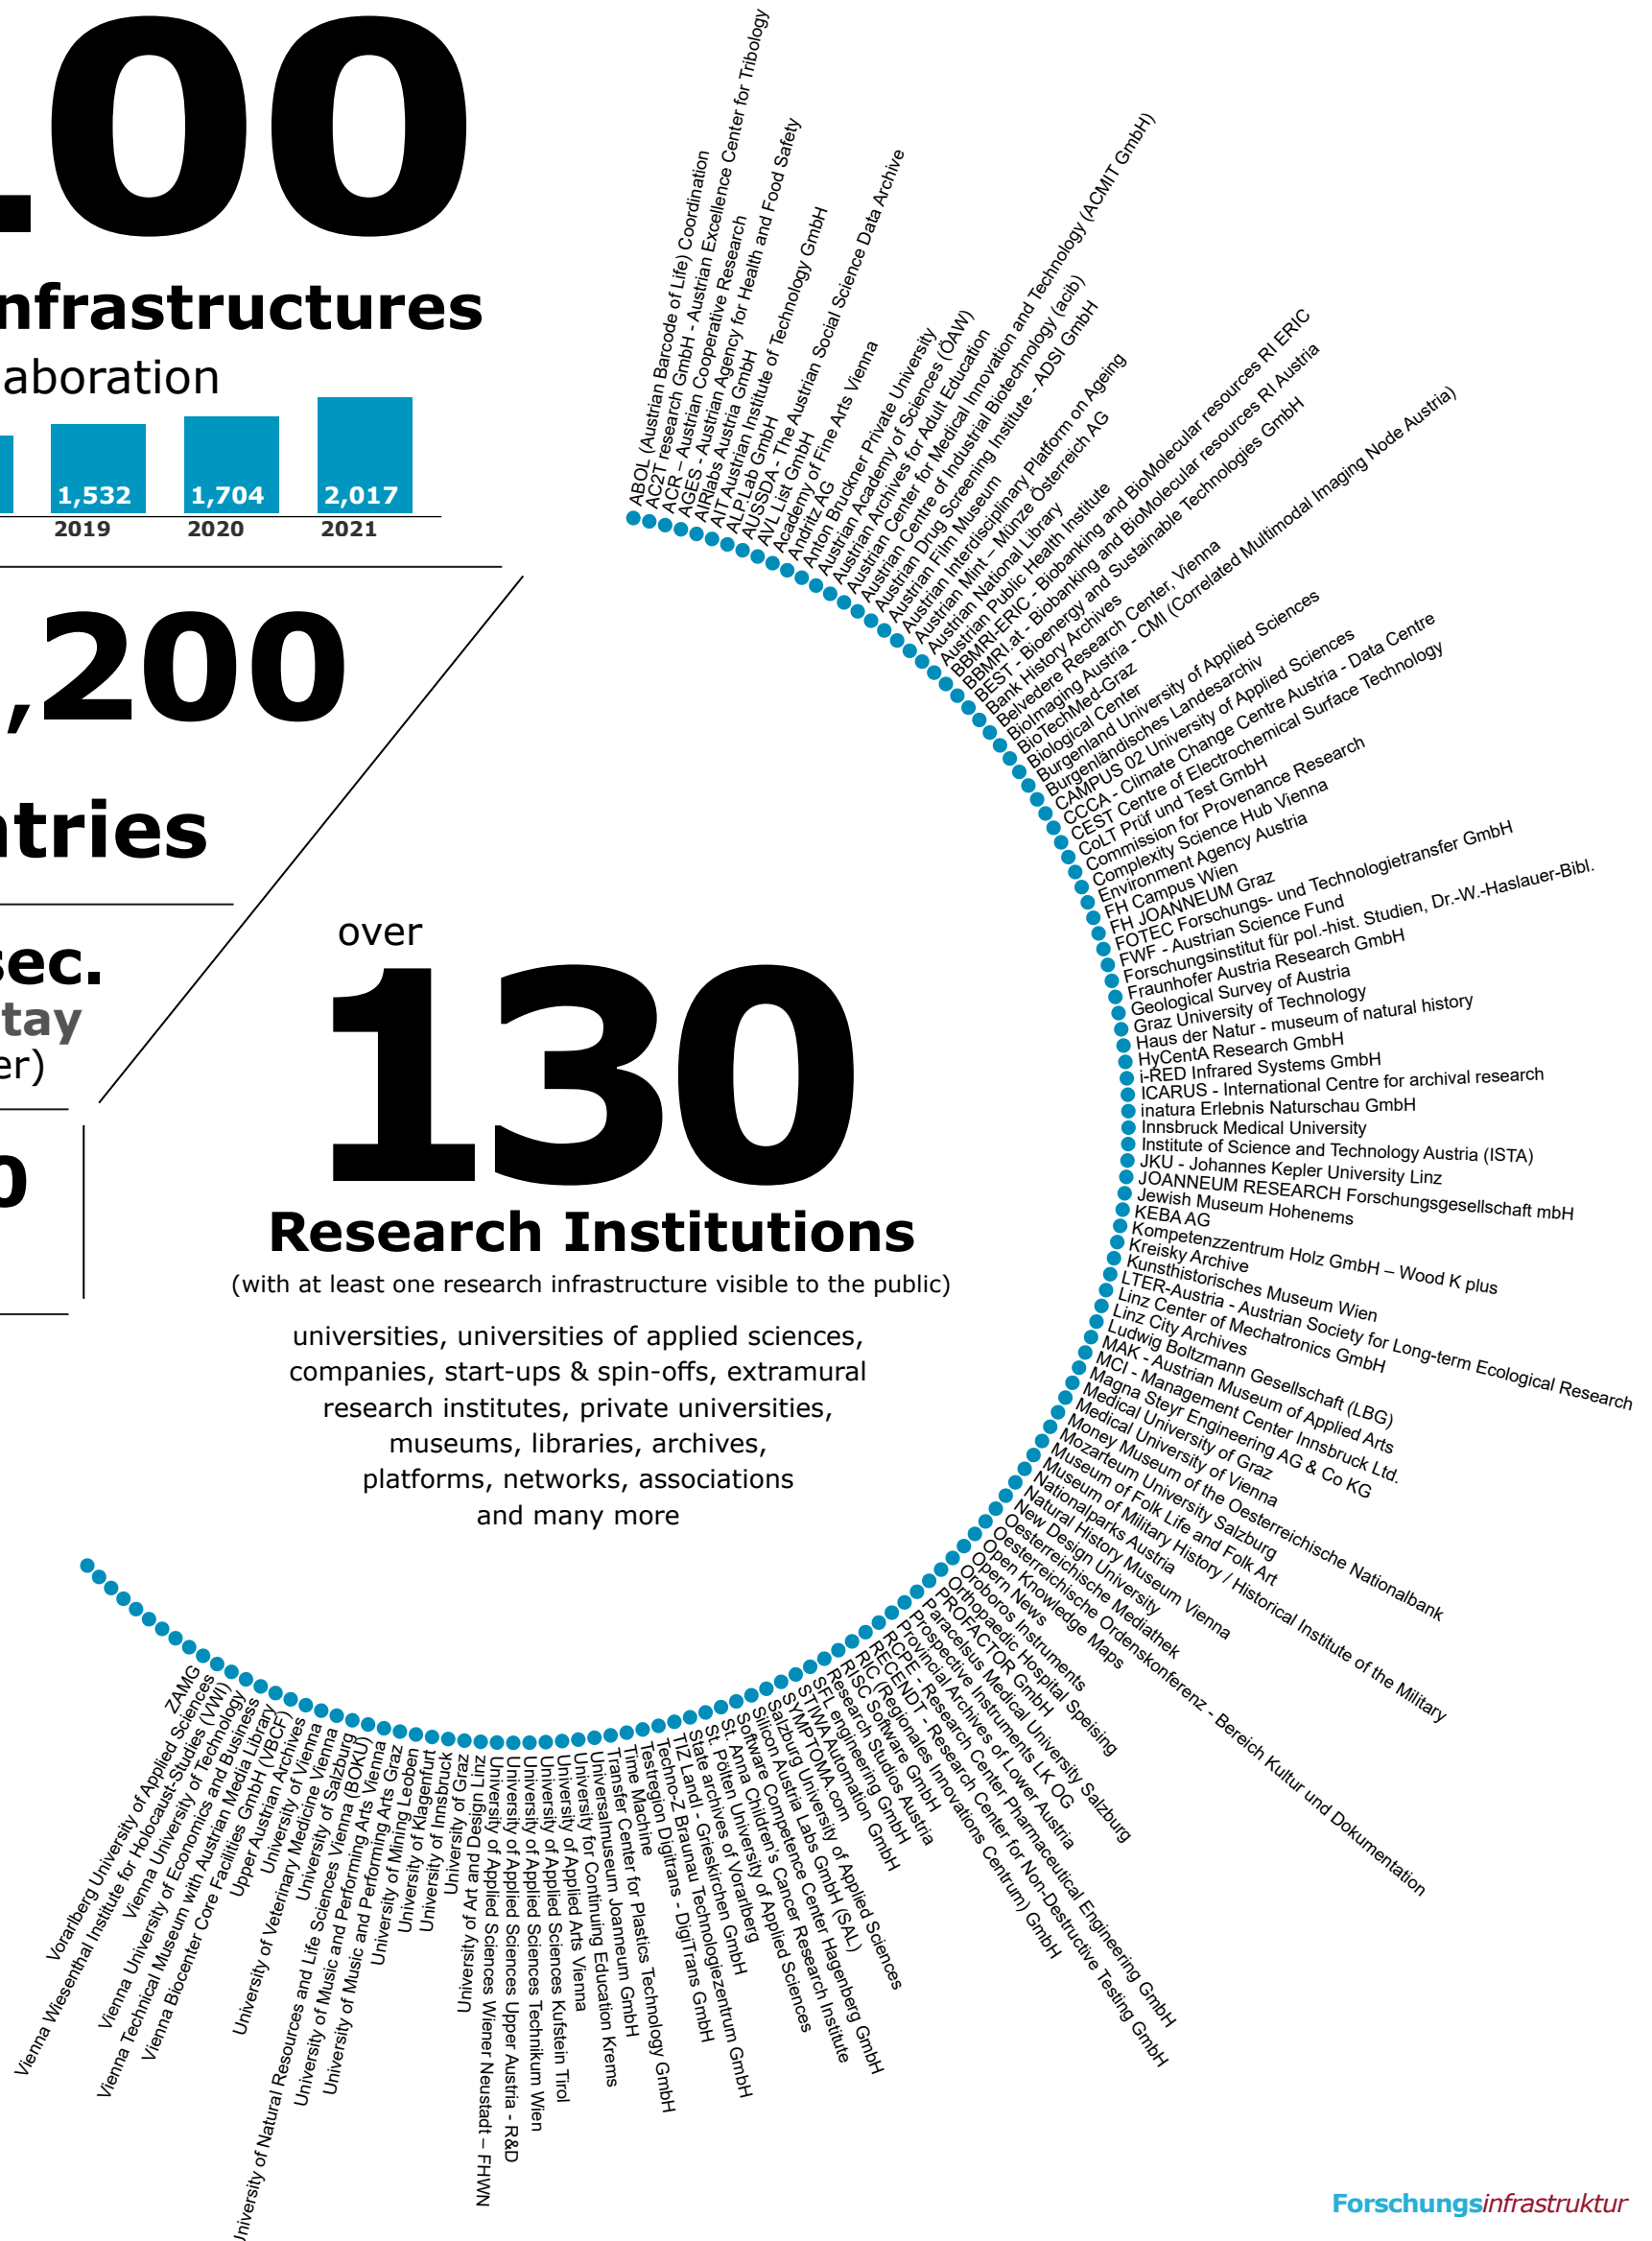 .00
nfrastructures
aboration
1,532
1,704
2,017
2019
2020
2021
,200
ntries
sec.
tay
er)
0
over
130
Research Institutions
(with at least one research infrastructure visible to the public)
universities, universities of applied sciences,
companies, start-ups & spin-offs, extramural
research institutes, private universities,
museums, libraries, archives,
platforms, networks, associations
and many more
ABOL (Austrian Barcode of Life) Coordination
AC2T research GmbH - Austrian Excellence Center for Tribology
ACR – Austrian Cooperative Research
AGES - Austrian Agency for Health and Food Safety
AIRlabs Austria GmbH
AIT Austrian Institute of Technology GmbH
ALP.Lab GmbH
AUSSDA - The Austrian Social Science Data Archive
AVL List GmbH
Academy of Fine Arts Vienna
Andritz AG
Anton Bruckner Private University
Austrian Academy of Sciences (ÖAW)
Austrian Archives for Adult Education
Austrian Center for Medical Innovation and Technology (ACMIT GmbH)
Austrian Centre of Industrial Biotechnology (acib)
Austrian Drug Screening Institute - ADSI GmbH
Austrian Film Museum
Austrian Interdisciplinary Platform on Ageing
Austrian Mint – Münze Österreich AG
Austrian National Library
Austrian Public Health Institute
BBMRI-ERIC - Biobanking and BioMolecular resources RI ERIC
BBMRI.at - Biobanking and BioMolecular resources RI Austria
BEST - Bioenergy and Sustainable Technologies GmbH
Bank History Archives
Belvedere Research Center, Vienna
BioImaging Austria - CMI (Correlated Multimodal Imaging Node Austria)
BioTechMed-Graz
Biological Center
Burgenland University of Applied Sciences
Burgenländisches Landesarchiv
CAMPUS 02 University of Applied Sciences
CCCA - Climate Change Centre Austria - Data Centre
CEST Centre of Electrochemical Surface Technology
CoLT Prüf und Test GmbH
Commission for Provenance Research
Complexity Science Hub Vienna
Environment Agency Austria
FH Campus Wien
FH JOANNEUM Graz
FOTEC Forschungs- und Technologietransfer GmbH
FWF - Austrian Science Fund
Forschungsinstitut für pol.-hist. Studien, Dr.-W.-Haslauer-Bibl.
Fraunhofer Austria Research GmbH
Geological Survey of Austria
Graz University of Technology
Haus der Natur - museum of natural history
HyCentA Research GmbH
i-RED Infrared Systems GmbH
ICARUS - International Centre for archival research
inatura Erlebnis Naturschau GmbH
Innsbruck Medical University
Institute of Science and Technology Austria (ISTA)
JKU - Johannes Kepler University Linz
JOANNEUM RESEARCH Forschungsgesellschaft mbH
Jewish Museum Hohenems
KEBA AG
Kompetenzzentrum Holz GmbH – Wood K plus
Kreisky Archive
Kunsthistorisches Museum Wien
LTER-Austria - Austrian Society for Long-term Ecological Research
Linz Center of Mechatronics GmbH
Linz City Archives
Ludwig Boltzmann Gesellschaft (LBG)
MAK - Austrian Museum of Applied Arts
MCI - Management Center Innsbruck Ltd.
Magna Steyr Engineering AG & Co KG
Medical University of Graz
Medical University of Vienna
Money Museum of the Oesterreichische Nationalbank
Mozarteum University Salzburg
Museum of Folk Life and Folk Art
Museum of Military History / Historical Institute of the Military
Nationalparks Austria
Natural History Museum Vienna
New Design University
Oesterreichische Mediathek
Oesterreichische Ordenskonferenz - Bereich Kultur und Dokumentation
Open Knowledge Maps
Opern News
Oroboros Instruments
Orthopaedic Hospital Speising
PROFACTOR GmbH
Paracelsus Medical University Salzburg
Prospective Instruments LK OG
Provincial Archives of Lower Austria
RCPE - Research Center Pharmaceutical Engineering GmbH
RECENDT - Research Center for Non-Destructive Testing GmbH
RIC (Regionales Innovations Centrum) GmbH
RISC Software GmbH
Research Studios Austria
SFL engineering GmbH
STIWA Automation GmbH
SYMPTOMA.com
Salzburg University of Applied Sciences
Silicon Austria Labs GmbH (SAL)
Software Competence Center Hagenberg GmbH
St. Anna Children's Cancer Research Institute
St. Pölten University of Applied Sciences
State archives of Vorarlberg
TIZ Landl - Grieskirchen GmbH
Techno-Z Braunau Technologiezentrum GmbH
Testregion Digitrans - DigiTrans GmbH
Time Machine
Transfer Center for Plastics Technology GmbH
Universalmuseum Joanneum GmbH
University for Continuing Education Krems
University of Applied Arts Vienna
University of Applied Sciences Kufstein Tirol
University of Applied Sciences Technikum Wien
University of Applied Sciences Upper Austria - R&D
University of Applied Sciences Wiener Neustadt – FHWN
University of Art and Design Linz
University of Graz
University of Innsbruck
University of Klagenfurt
University of Mining Leoben
University of Music and Performing Arts Graz
University of Music and Performing Arts Vienna
University of Natural Resources and Life Sciences Vienna (BOKU)
University of Salzburg
University of Veterinary Medicine Vienna
University of Vienna
Upper Austrian Archives
Vienna Biocenter Core Facilities GmbH (VBCF)
Vienna Technical Museum with Austrian Media Library
Vienna University of Economics and Business
Vienna University of Technology
Vienna Wiesenthal Institute for Holocaust-Studies (VWI)
Vorarlberg University of Applied Sciences
ZAMG
Forschungsinfrastruktur